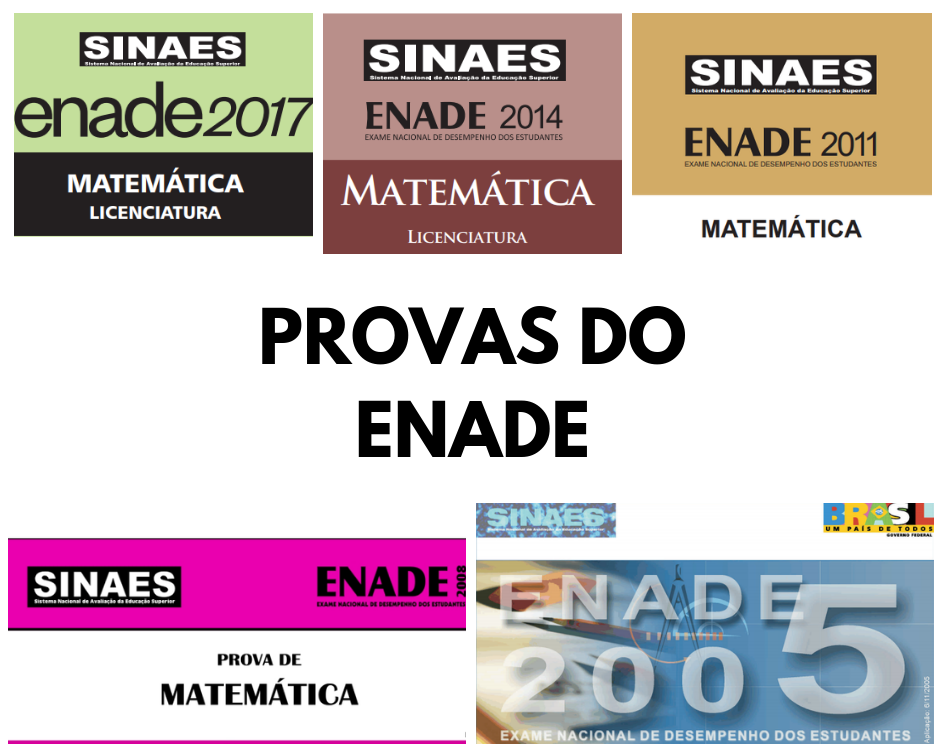 SINAES
Sistema Nacional de Avaliação da Educação Superior
enade2017
MATEMÁTICA
LICENCIATURA
SINAES
Sistema Nacional de Avaliação da Educação Superior
ENADE 2014
EXAME NACIONAL DE DESEMPENHO DOS ESTUDANTES
MATEMÁTICA
LICENCIATURA
SINAES
Sistema Nacional de Avaliação da Educação Superior
ENADE 2011
EXAME NACIONAL DE DESEMPENHO DOS ESTUDANTES
MATEMÁTICA
PROVAS DO
ENADE
SINAES
Sistema Nacional de Avaliação da Educação Superior
ENADE 2008
EXAME NACIONAL DE DESEMPENHO DOS ESTUDANTES
PROVA DE
MATEMÁTICA
SINAES
BRASIL
UM PAÍS DE TODOS
GOVERNO FEDERAL
ENADE
2005
EXAME NACIONAL DE DESEMPENHO DOS ESTUDANTES
Aplicação: 6/11/2005